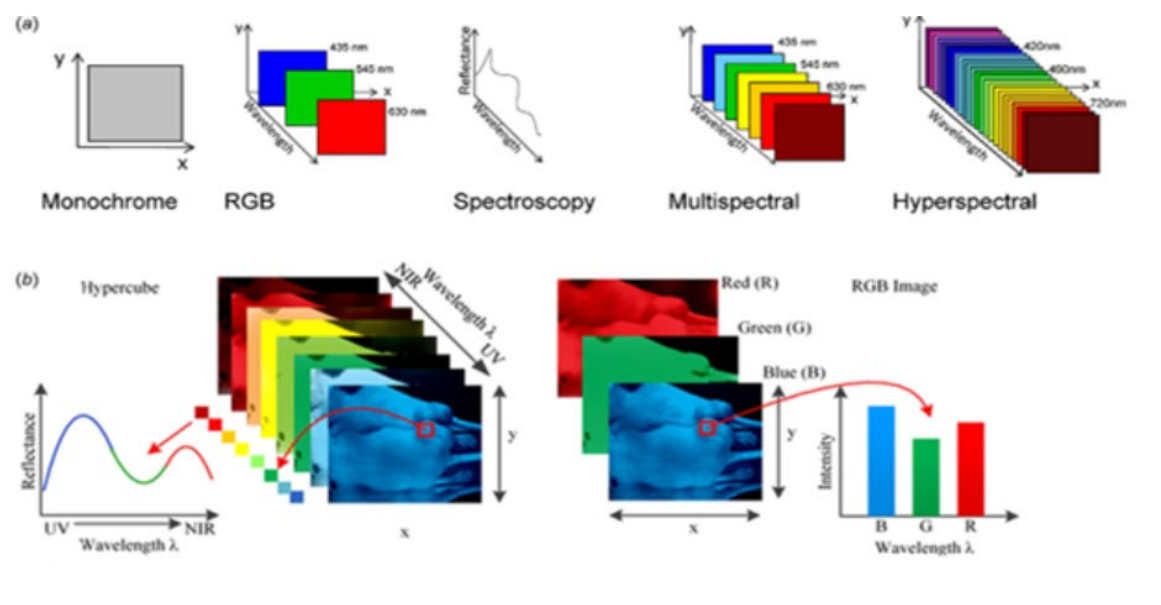 (a)
y
x
Monochrome
y
435 nm
545 nm
x
630 nm
Wavelength
RGB
Reflectance
Wavelength
Spectroscopy
y
435 nm
545 nm
630 nm
x
Wavelength
Multispectral
y
420nm
490nm
x
720nm
Wavelength
Hyperspectral
(b)
Hypercube
NIR
Wavelength λ
UV
y
x
Reflectance
UV
NIR
Wavelength λ
Red (R)
Green (G)
Blue (B)
y
x
RGB Image
Intensity
B G R
Wavelength λ